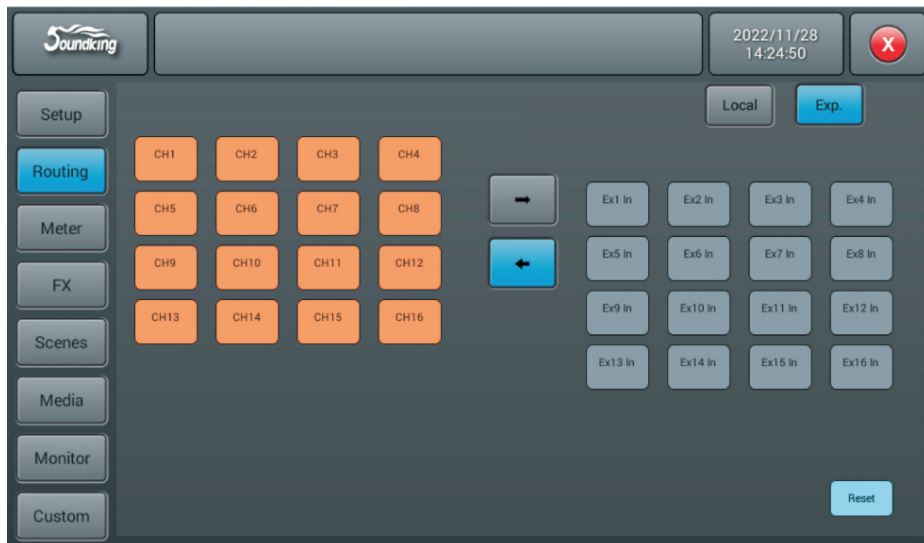 Soundking
2022/11/28
14:24:50
X
Local
Exp.
Setup
Routing
Meter
FX
Scenes
Media
Monitor
Custom
CH1 CH2 CH3 CH4
CH5 CH6 CH7 CH8
CH9 CH10 CH11 CH12
CH13 CH14 CH15 CH16
Ex1 In Ex2 In Ex3 In Ex4 In
Ex5 In Ex6 In Ex7 In Ex8 In
Ex9 In Ex10 In Ex11 In Ex12 In
Ex13 In Ex14 In Ex15 In Ex16 In
Reset